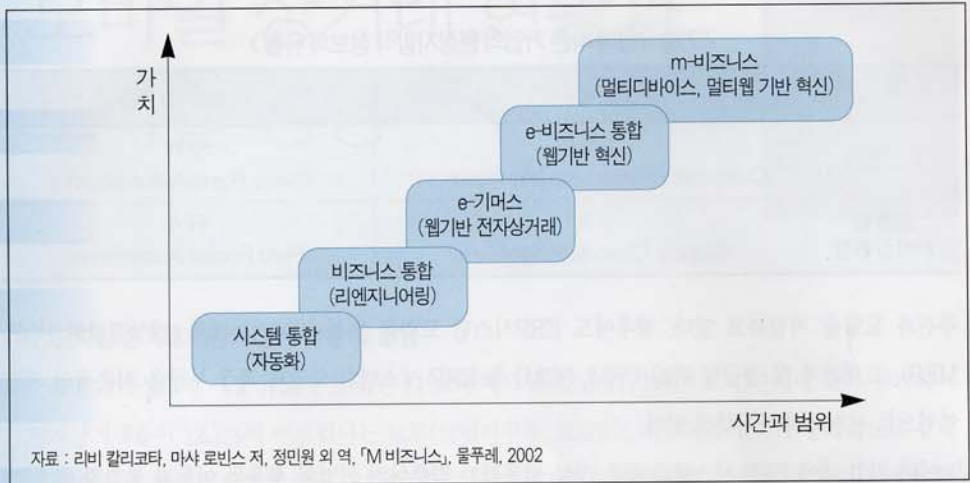 가
치
m-비즈니스
(멀티디바이스, 멀티웹 기반 혁신)
e-비즈니스 통합
(웹기반 혁신)
e-커머스
(웹기반 전자상거래)
비즈니스 통합
(리엔지니어링)
시스템 통합
(자동화)
시간과 범위
자료 : 리비 칼리코타, 마샤 로빈스 저, 정민원 외 역, 「M 비즈니스」, 물푸레, 2002